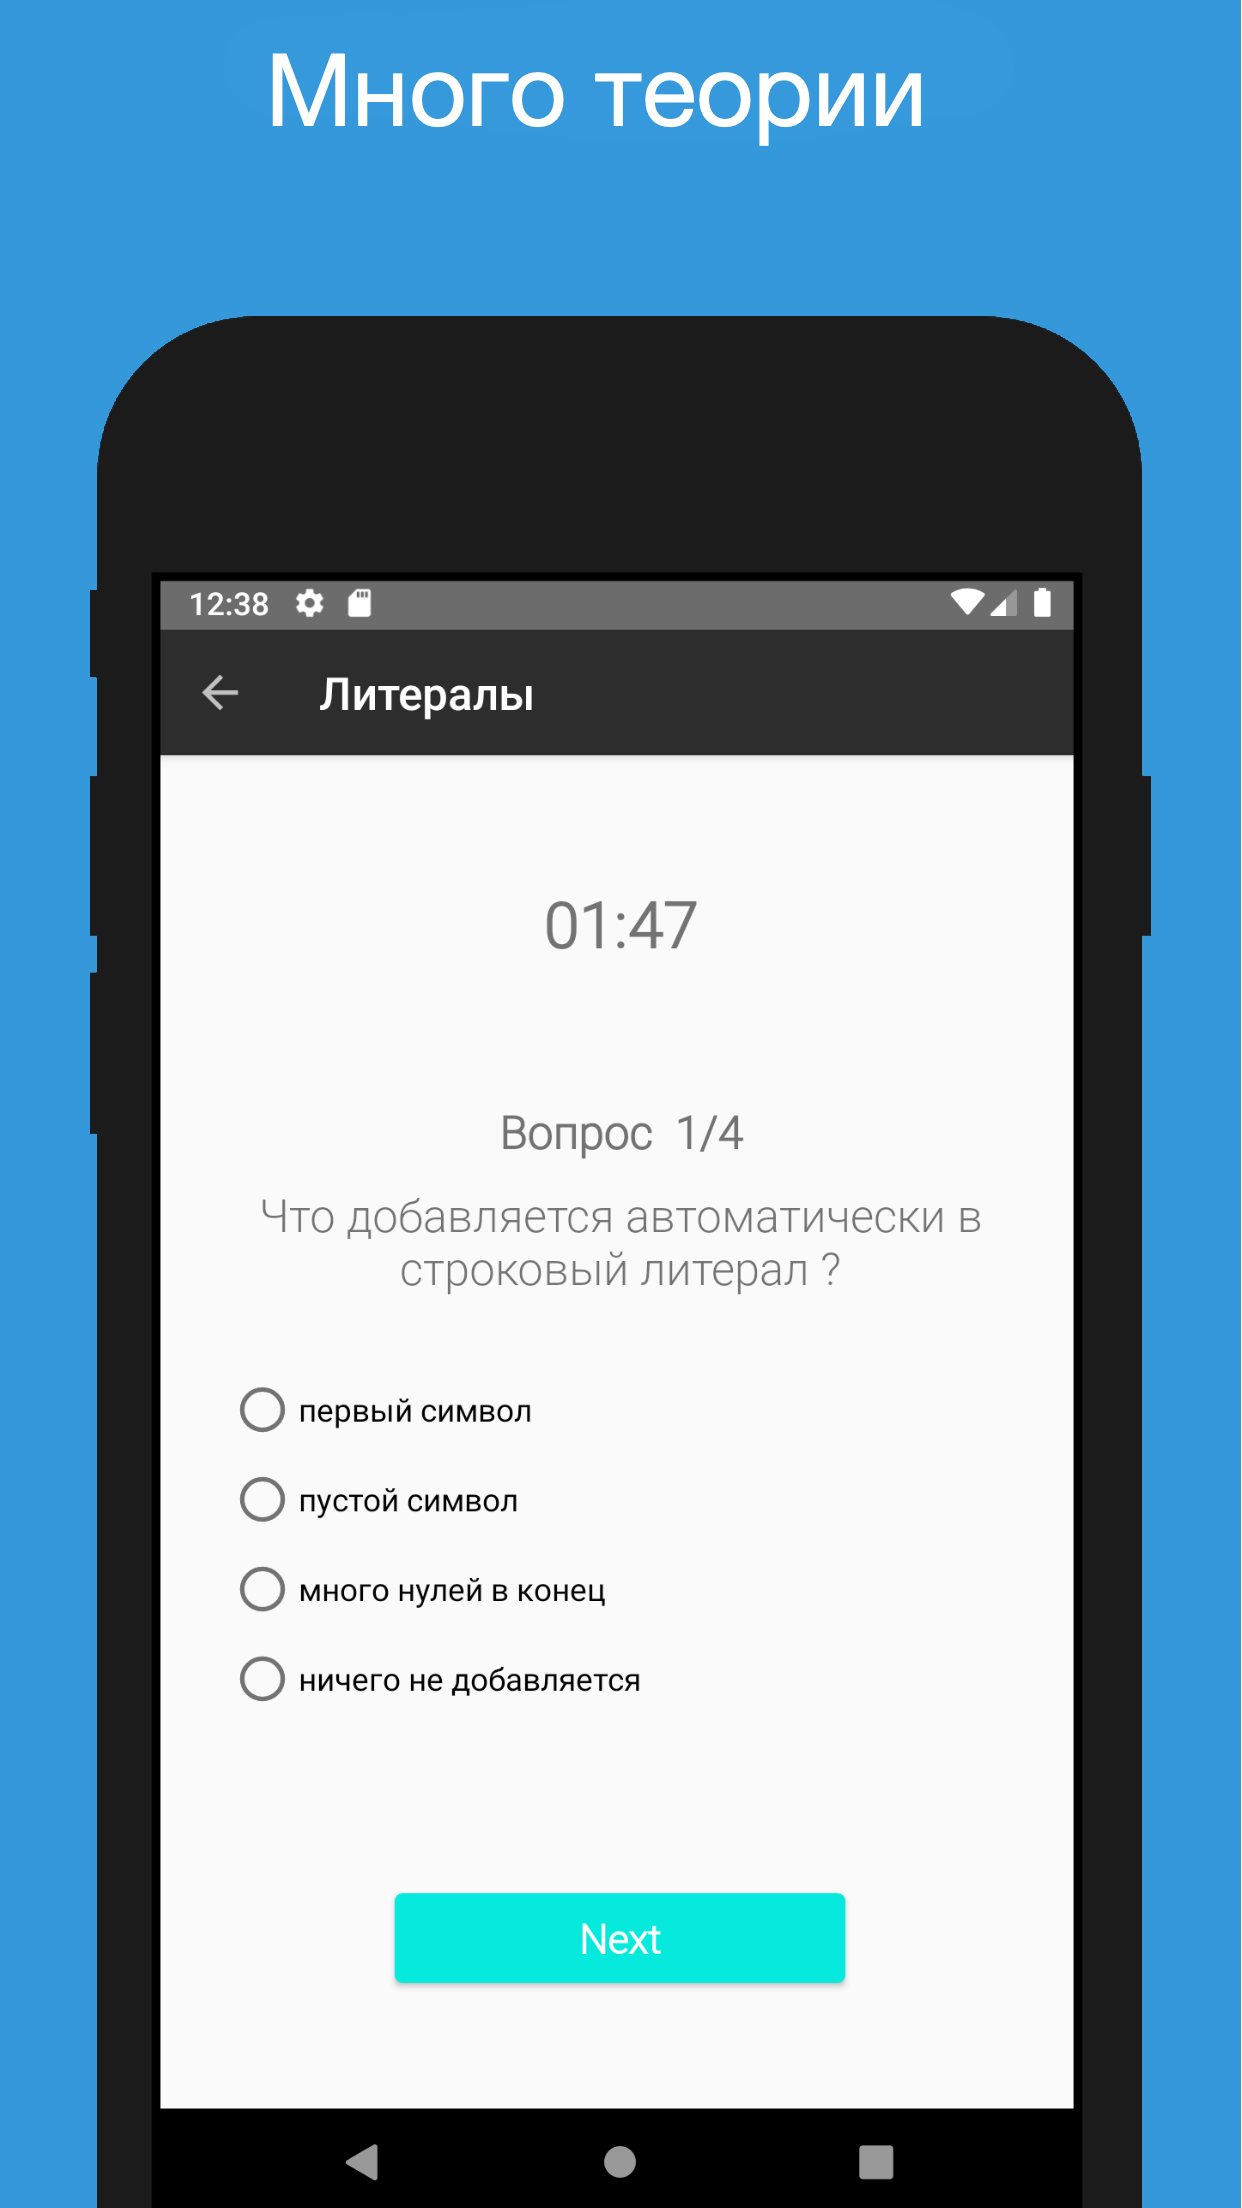 Много теории
12:38
Литералы
01:47
Вопрос 1/4
Что добавляется автоматически в
строковый литерал ?
первый символ
пустой символ
много нулей в конец
ничего не добавляется
Next